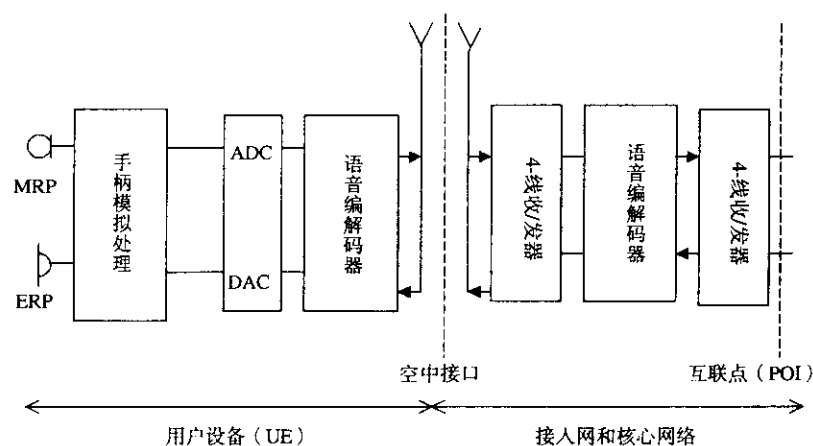 MRP
ERP
手柄模拟处理
ADC
DAC
语音编解码器
4-线收/发器
语音编解码器
4-线收/发器
空中接口
互联点（POI）
用户设备（UE）
接入网和核心网络